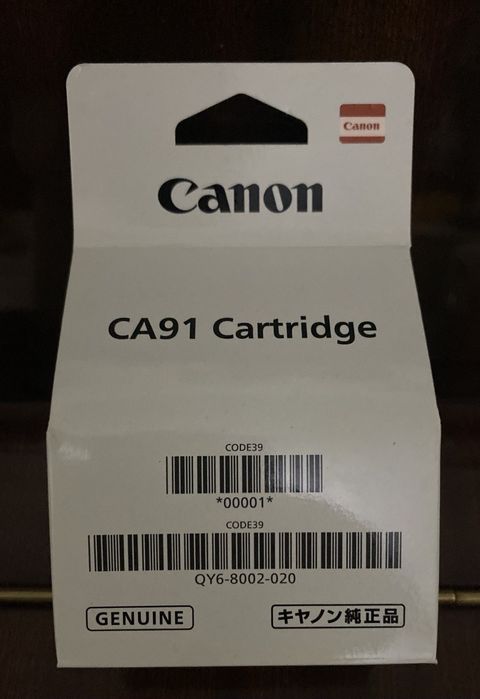 Canon
Canon
CA91 Cartridge
CODE39
*00001*
CODE39
QY6-8002-020
GENUINE
キヤノン純正品